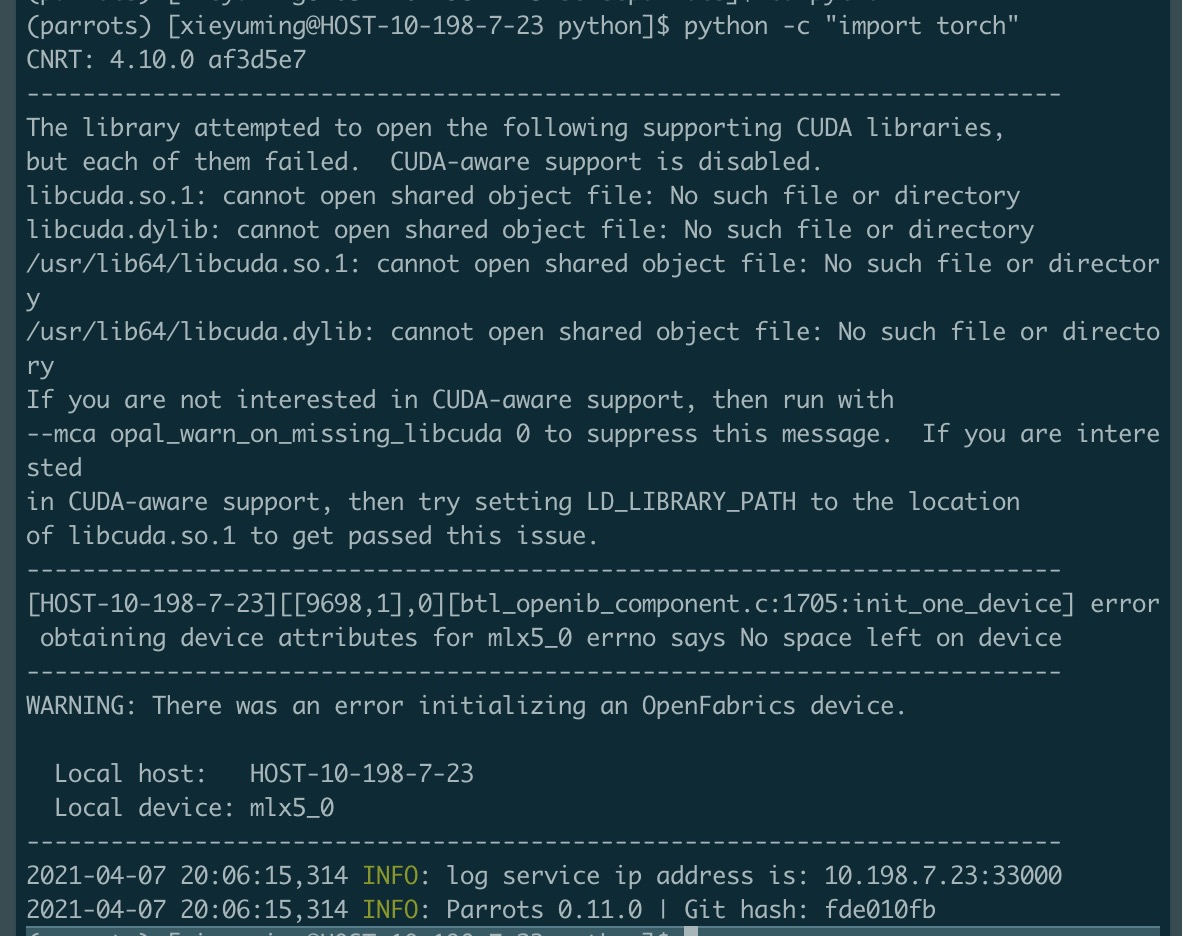 (parrots) [xieyuming@HOST-10-198-7-23 python]$ python -c "import torch"
CNRT: 4.10.0 af3d5e7
--------------------------------------------------------------------------
The library attempted to open the following supporting CUDA libraries,
but each of them failed.  CUDA-aware support is disabled.
libcuda.so.1: cannot open shared object file: No such file or directory
libcuda.dylib: cannot open shared object file: No such file or directory
/usr/lib64/libcuda.so.1: cannot open shared object file: No such file or director
y
/usr/lib64/libcuda.dylib: cannot open shared object file: No such file or directo
ry
If you are not interested in CUDA-aware support, then run with
--mca opal_warn_on_missing_libcuda 0 to suppress this message.  If you are intere
sted
in CUDA-aware support, then try setting LD_LIBRARY_PATH to the location
of libcuda.so.1 to get passed this issue.
--------------------------------------------------------------------------
[HOST-10-198-7-23][[9698,1],0][btl_openib_component.c:1705:init_one_device] error
 obtaining device attributes for mlx5_0 errno says No space left on device
--------------------------------------------------------------------------
WARNING: There was an error initializing an OpenFabrics device.

  Local host:   HOST-10-198-7-23
  Local device: mlx5_0
--------------------------------------------------------------------------
2021-04-07 20:06:15,314 INFO: log service ip address is: 10.198.7.23:33000
2021-04-07 20:06:15,314 INFO: Parrots 0.11.0 | Git hash: fde010fb